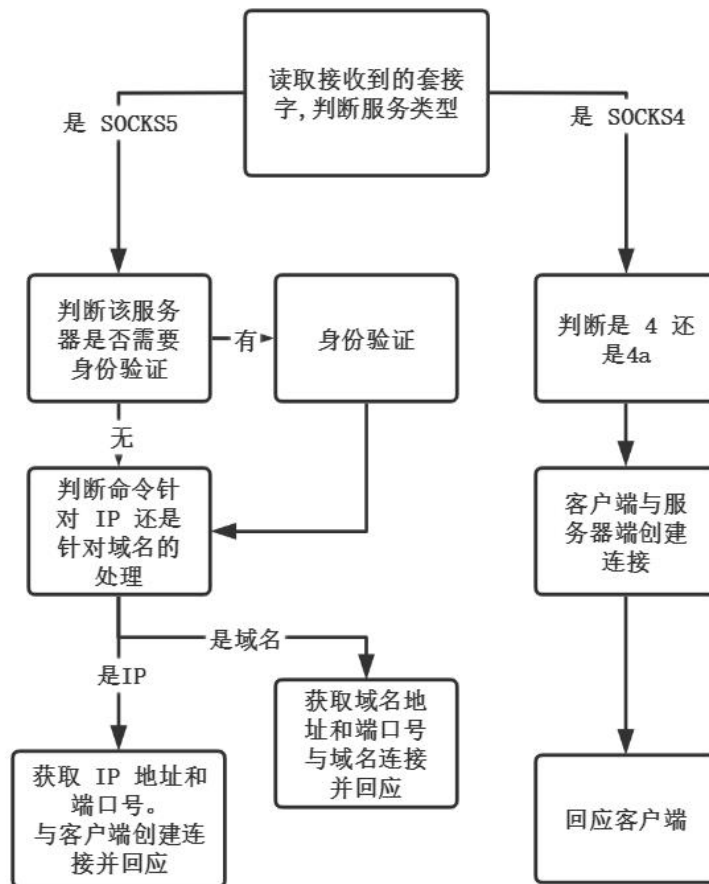 读取接收到的套接
字,判断服务类型
是 SOCKS5
是 SOCKS4
判断该服务
器是否需要
身份验证
有
身份验证
判断是 4 还
是4a
无
判断命令针
对 IP 还是
针对域名的
处理
客户端与服
务器端创建
连接
是域名
是IP
获取域名地
址和端口号
与域名连接
并回应
获取 IP 地址和
端口号。
与客户端创建连
接并回应
回应客户端